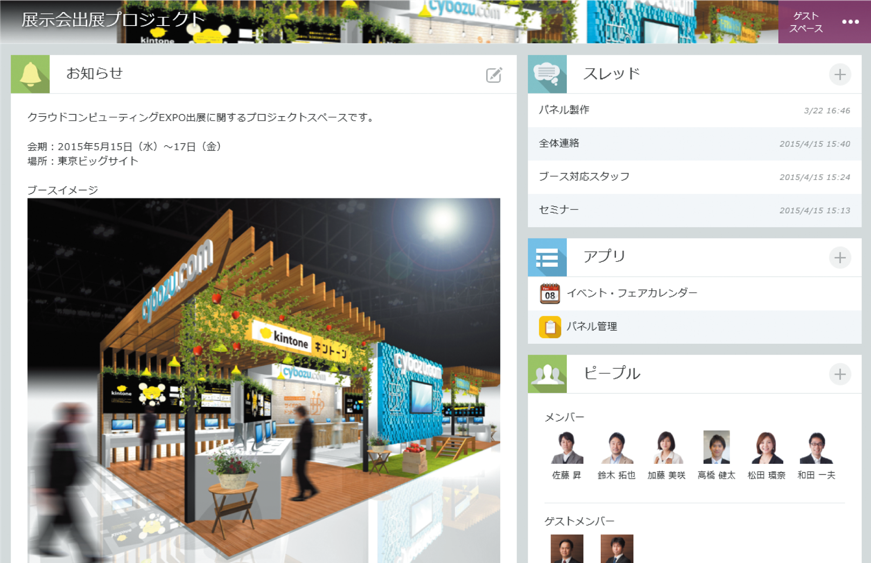 展示会出展プロジェクト
cybozu.com
kintone
ゲスト
スペース
お知らせ
クラウドコンピューティングEXPO出展に関するプロジェクトスペースです。
会期：2015年5月15日（水）～17日（金）
場所：東京ビッグサイト
ブースイメージ
cybozu.com
kintone キントーン
cybozu.com
cybozu.com
kintone
スレッド
パネル製作 3/22 16:46
全体連絡 2015/4/15 15:40
ブース対応スタッフ 2015/4/15 15:24
セミナー 2015/4/15 15:13
アプリ
08 イベント・フェアカレンダー
パネル管理
ピープル
メンバー
佐藤 昇 鈴木 拓也 加藤 美咲 高橋 健太 松田 環奈 和田 一夫
ゲストメンバー